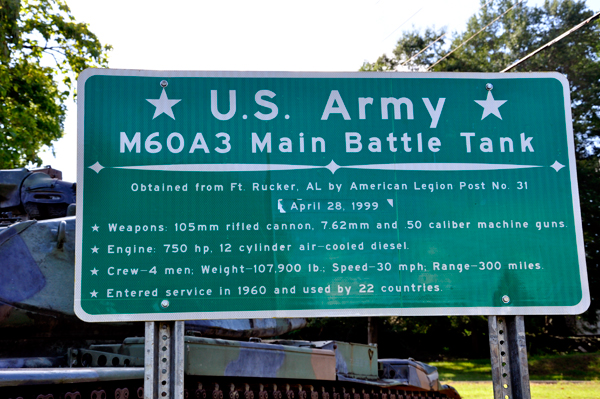 U.S. Army
M60A3 Main Battle Tank
Obtained from Ft. Rucker, AL by American Legion Post No. 31
April 28, 1999
Weapons: 105mm rifled cannon, 7.62mm and .50 caliber machine guns.
Engine: 750 hp, 12 cylinder air-cooled diesel.
Crew-4 men; Weight-107,900 lb.; Speed-30 mph; Range-300 miles.
Entered service in 1960 and used by 22 countries.